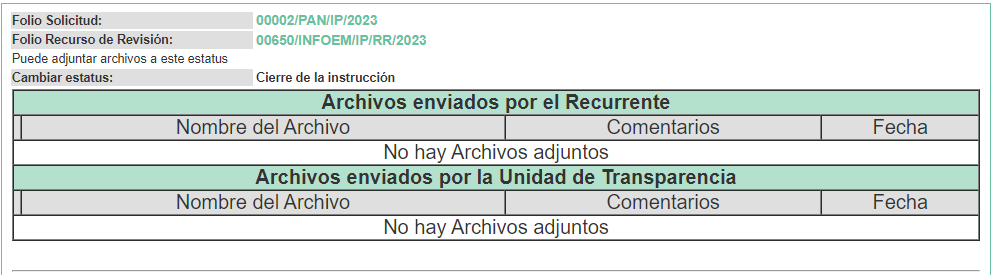 Folio Solicitud: 00002/PAN/IP/2023
Folio Recurso de Revisión: 00650/INFOEM/IP/RR/2023
Puede adjuntar archivos a este estatus
Cambiar estatus: Cierre de la instrucción
Archivos enviados por el Recurrente
Nombre del Archivo Comentarios Fecha
No hay Archivos adjuntos
Archivos enviados por la Unidad de Transparencia
Nombre del Archivo Comentarios Fecha
No hay Archivos adjuntos